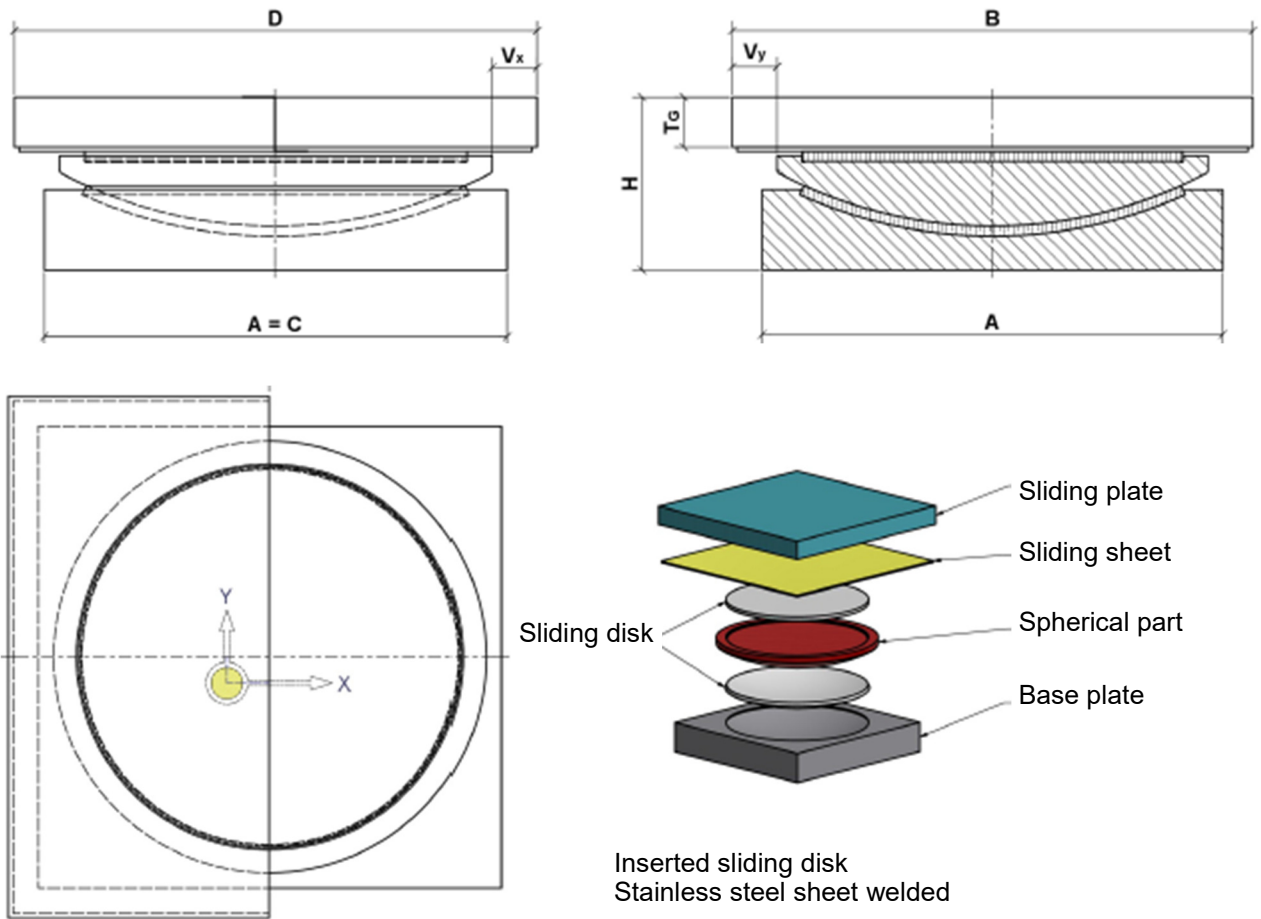 D
B
Vx
Vy
TG
H
A = C
A
Y
X
Sliding plate
Sliding sheet
Sliding disk
Spherical part
Base plate
Inserted sliding disk
Stainless steel sheet welded